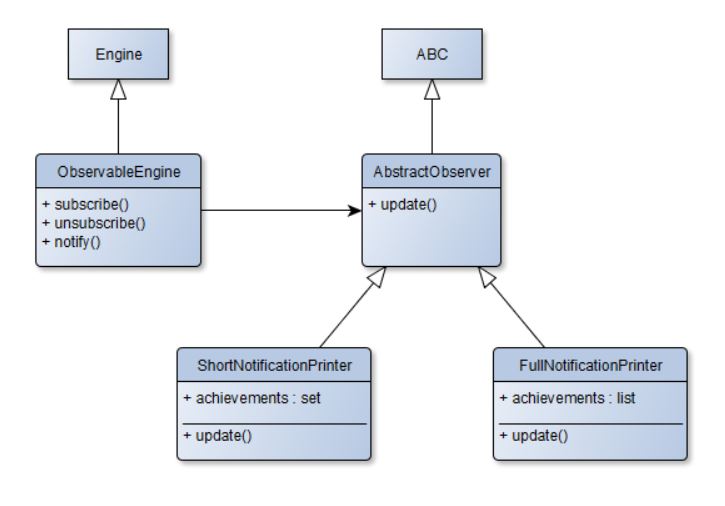 Engine
ABC
ObservableEngine
+ subscribe()
+ unsubscribe()
+ notify()
AbstractObserver
+ update()
ShortNotificationPrinter
+ achievements : set
+ update()
FullNotificationPrinter
+ achievements : list
+ update()